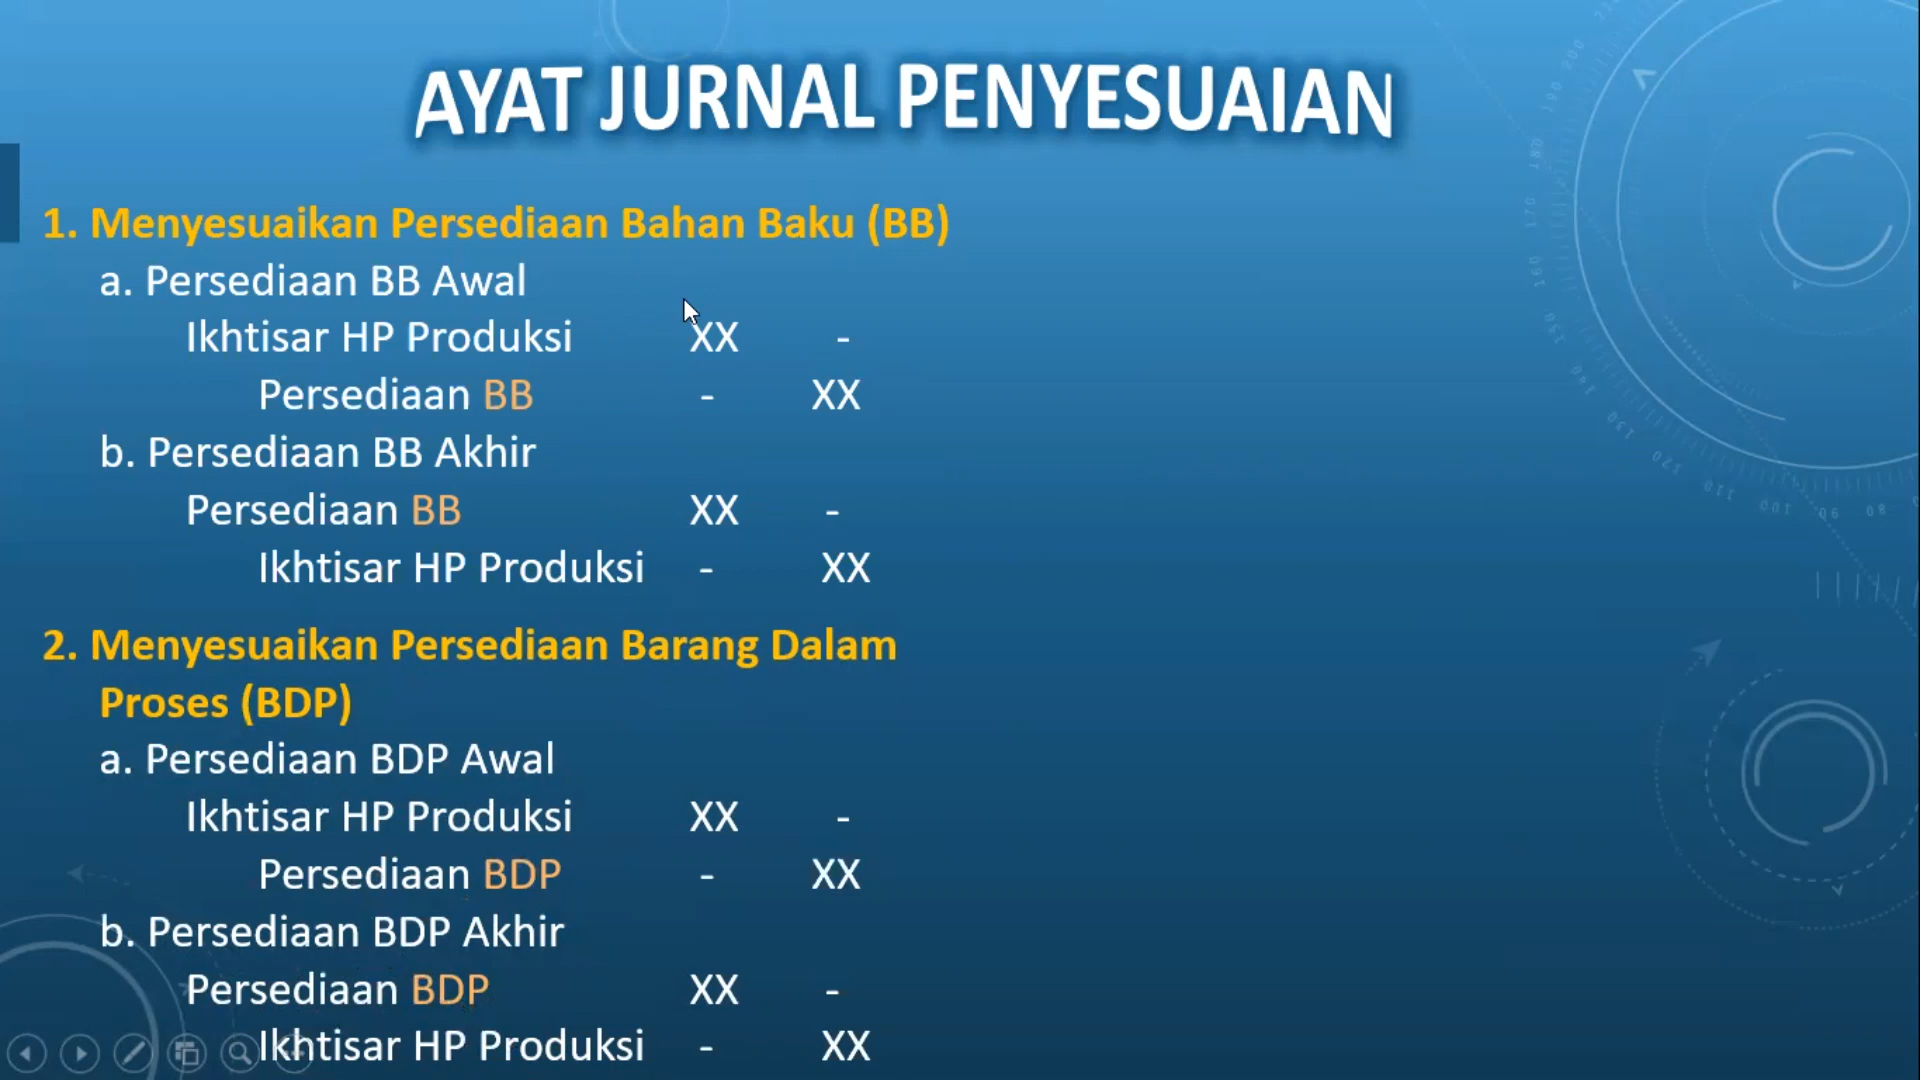 AYAT JURNAL PENYESUAIAN
1. Menyesuaikan Persediaan Bahan Baku (BB)
a. Persediaan BB Awal
Ikhtisar HP Produksi XX -
Persediaan BB - XX
b. Persediaan BB Akhir
Persediaan BB XX -
Ikhtisar HP Produksi - XX
2. Menyesuaikan Persediaan Barang Dalam
Proses (BDP)
a. Persediaan BDP Awal
Ikhtisar HP Produksi XX -
Persediaan BDP - XX
b. Persediaan BDP Akhir
Persediaan BDP XX -
Ikhtisar HP Produksi - XX